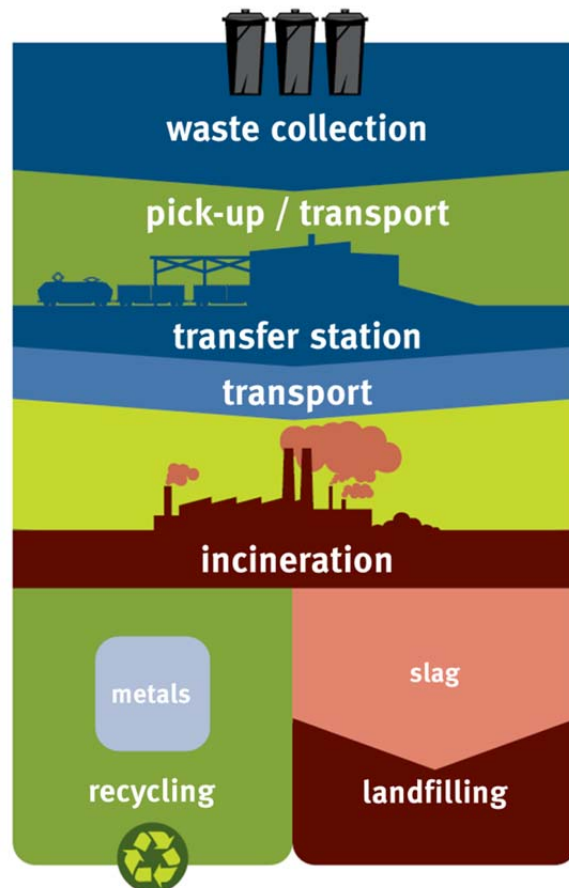 waste collection
pick-up / transport
transfer station
transport
incineration
metals
slag
recycling
landfilling